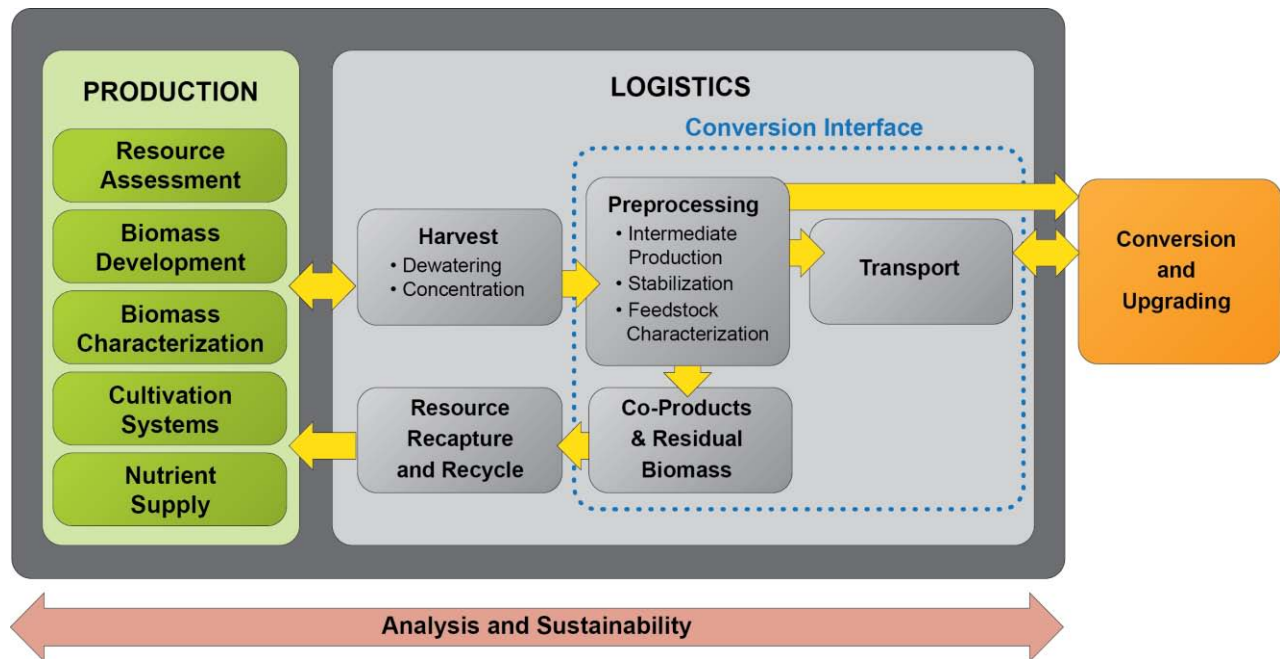 PRODUCTION
Resource
Assessment
Biomass
Development
Biomass
Characterization
Cultivation
Systems
Nutrient
Supply
LOGISTICS
Conversion Interface
Harvest
• Dewatering
• Concentration
Preprocessing
• Intermediate
Production
• Stabilization
• Feedstock
Characterization
Transport
Resource
Recapture
and Recycle
Co-Products
& Residual
Biomass
Conversion
and
Upgrading
Analysis and Sustainability